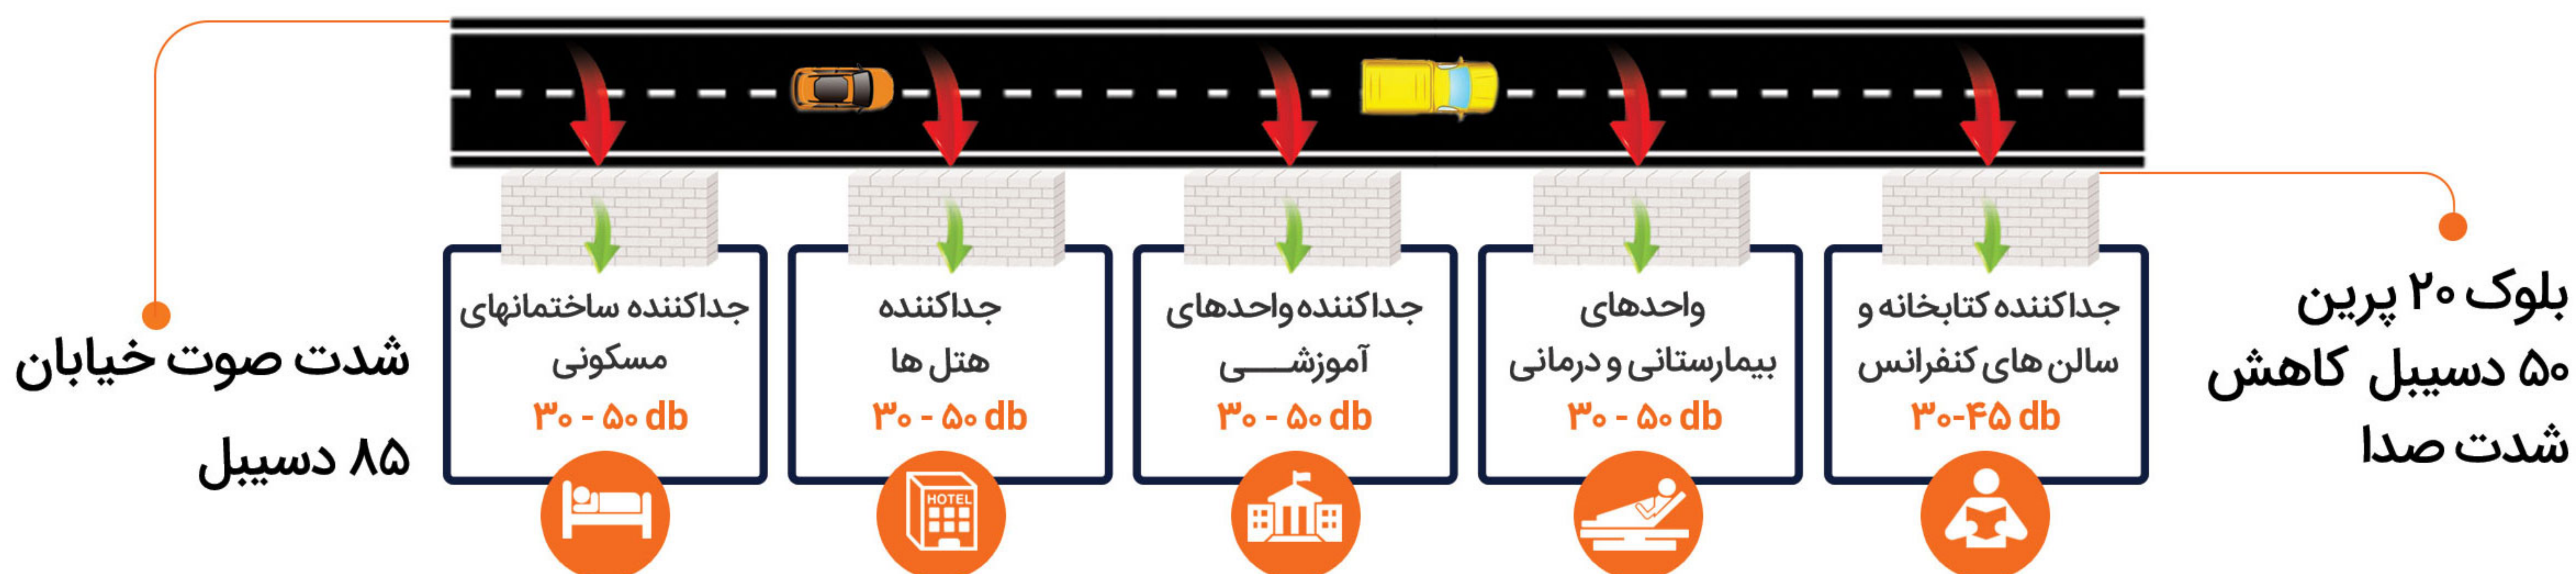 بلوک ۲۰ پرین
۵۰ دسیبل کاهش
شدت صدا
جداکننده کتابخانه و
سالن های کنفرانس
۳۰-۴۵ db
واحدهای
بیمارستانی و درمانی
۳۰ - ۵۰ db
جداکننده واحدهای
آموزشـــی
۳۰ - ۵۰ db
جداکننده
هتل ها
۳۰ - ۵۰ db
HOTEL
جداکننده ساختمانهای
مسکونی
۳۰ - ۵۰ db
شدت صوت خیابان
۸۵ دسیبل